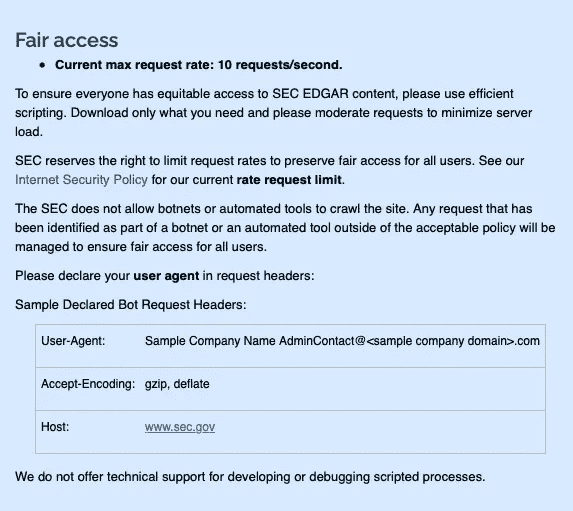 Fair access
• Current max request rate: 10 requests/second.
To ensure everyone has equitable access to SEC EDGAR content, please use efficient
scripting. Download only what you need and please moderate requests to minimize server
load.
SEC reserves the right to limit request rates to preserve fair access for all users. See our
Internet Security Policy for our current rate request limit.
The SEC does not allow botnets or automated tools to crawl the site. Any request that has
been identified as part of a botnet or an automated tool outside of the acceptable policy will be
managed to ensure fair access for all users.
Please declare your user agent in request headers:
Sample Declared Bot Request Headers:
User-Agent: Sample Company Name AdminContact@<sample company domain>.com
Accept-Encoding: gzip, deflate
Host: www.sec.gov
We do not offer technical support for developing or debugging scripted processes.